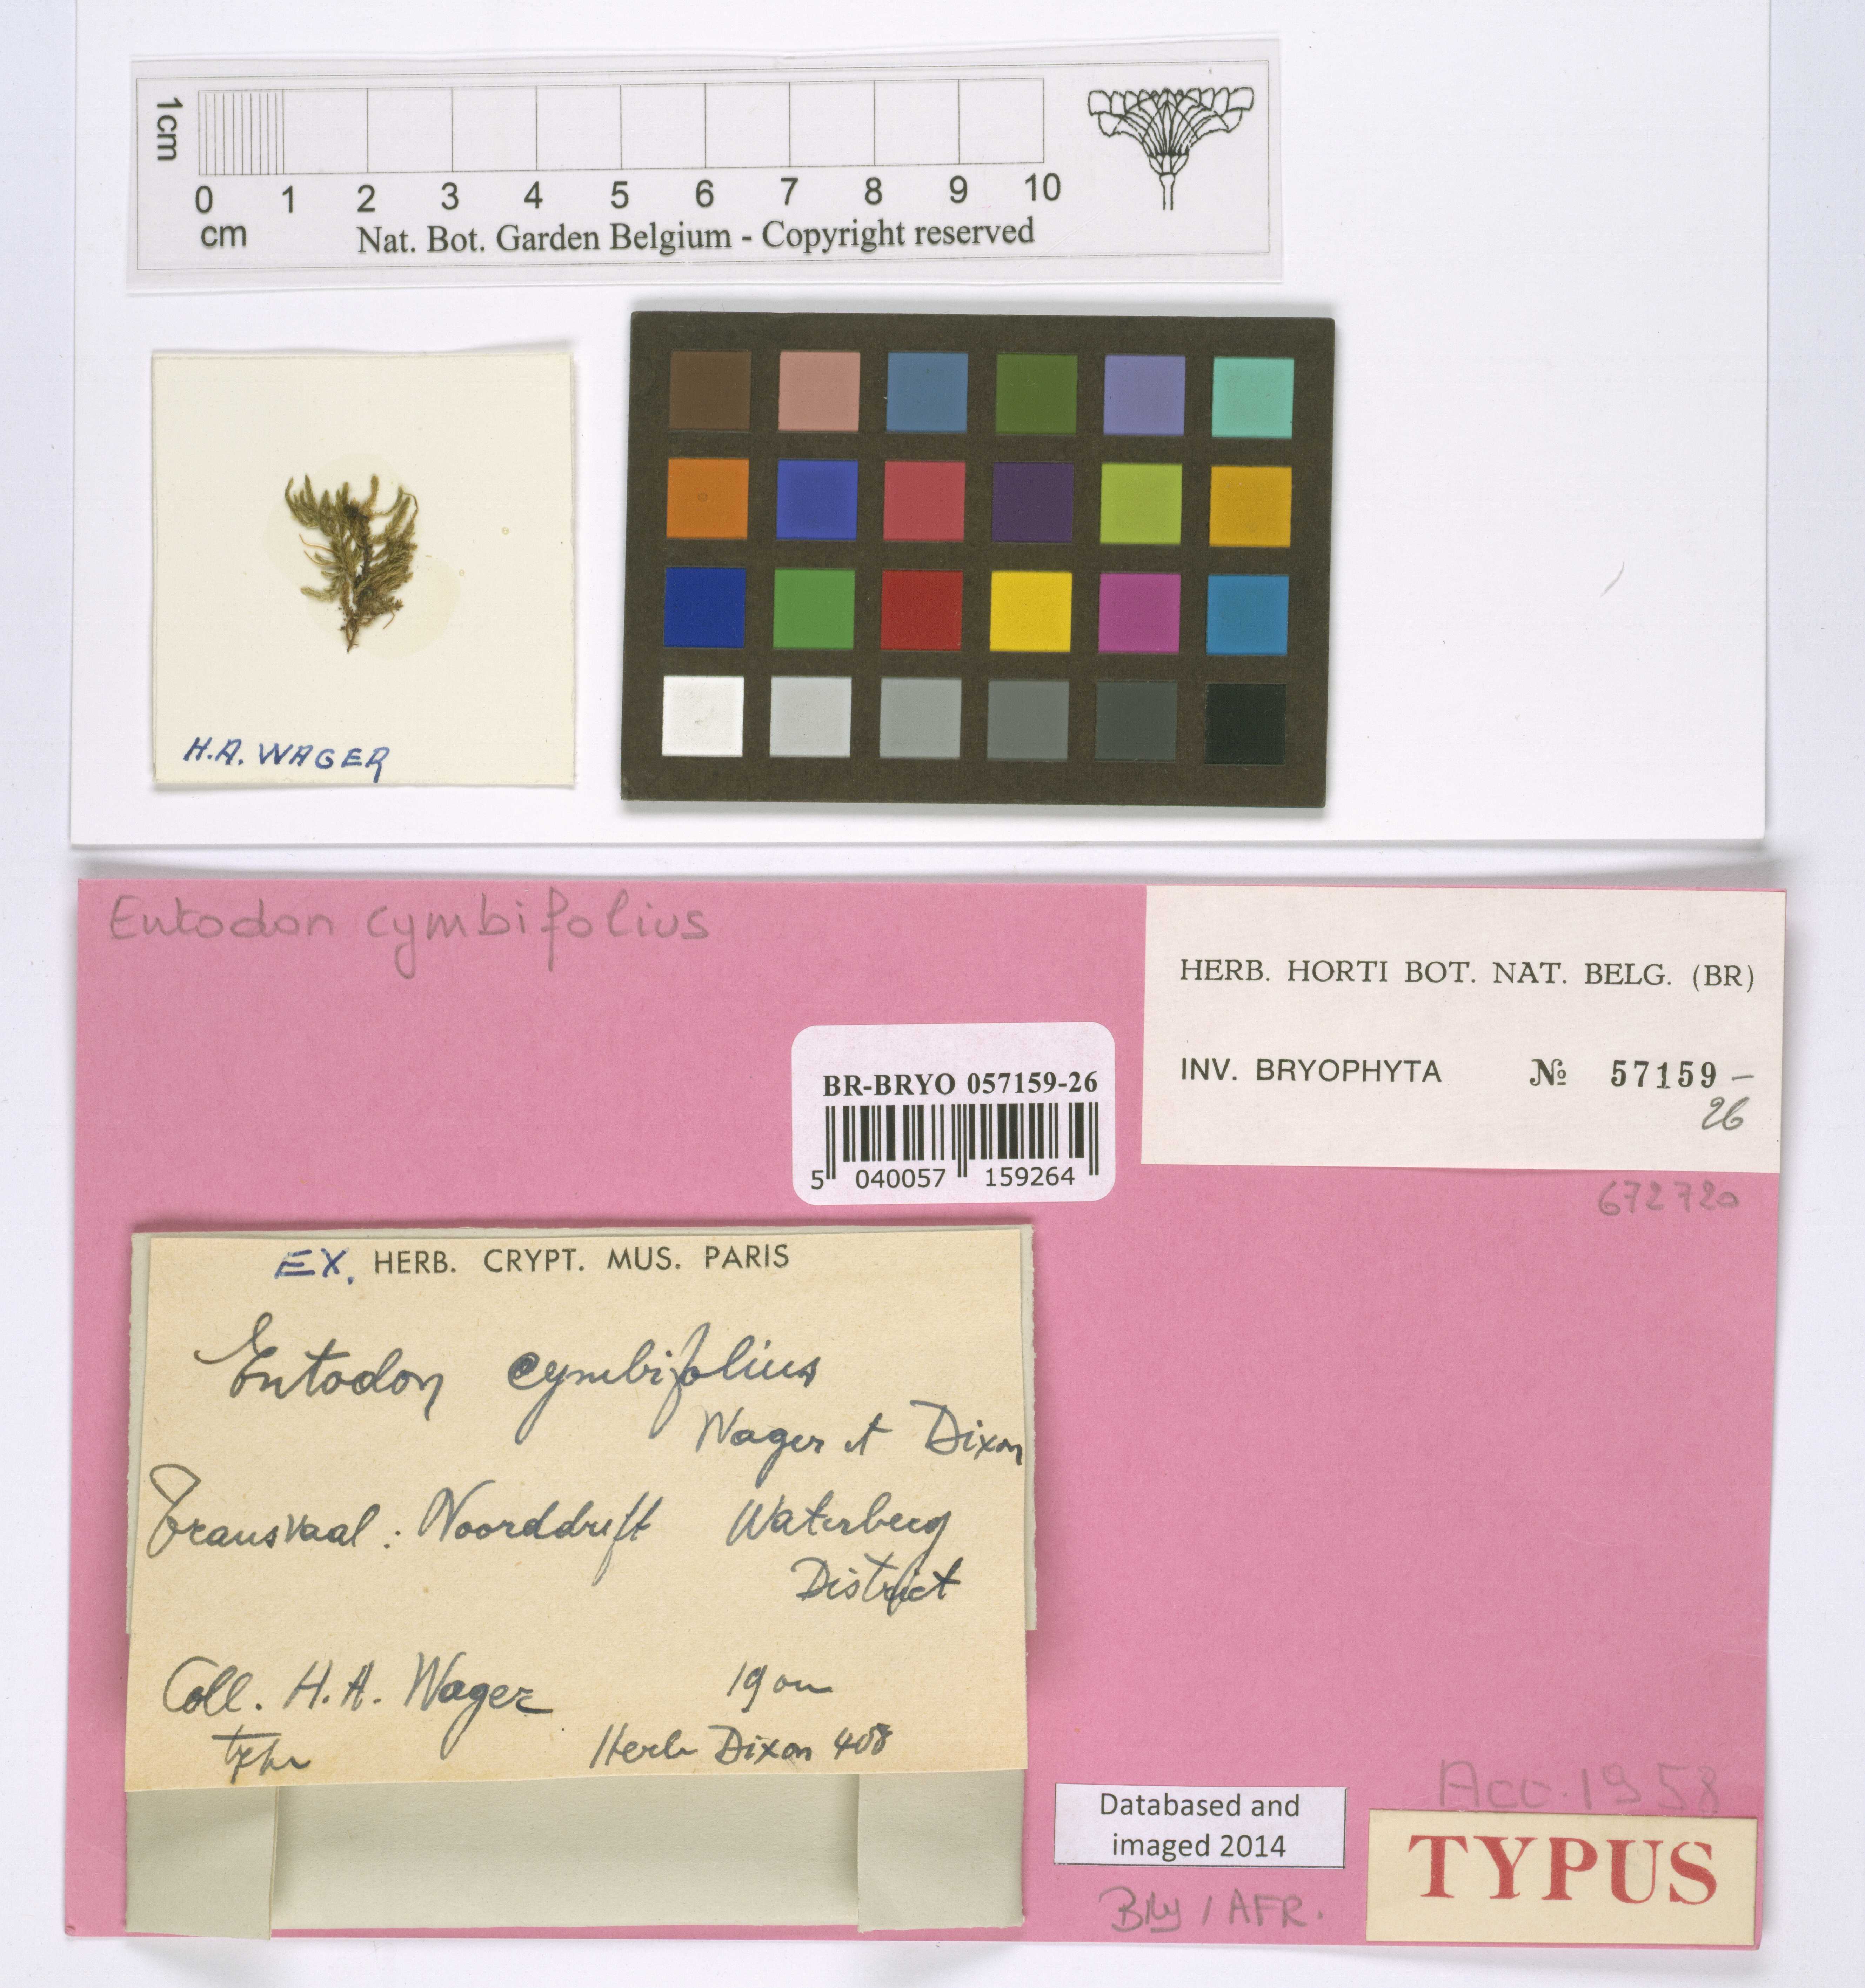 1cm
0 1 2 3 4 5 6 7 8 9 10
cm
Nat. Bot. Garden Belgium - Copyright reserved
H.A. WAGER
Entodon cymbifolius
HERB. HORTI BOT. NAT. BELG. (BR)
INV. BRYOPHYTA № 57159 –
26
BR-BRYO 057159-26
5 040057 159264
672720
EX. HERB. CRYPT. MUS. PARIS
Entodon cymbifolius
Wager et Dixon
Transvaal : Noorddrift Waterberg
District
Coll. H.A. Wager
Herb Dixon 408
Acc. 1958
Databased and
imaged 2014
TYPUS
Bry / AFR.